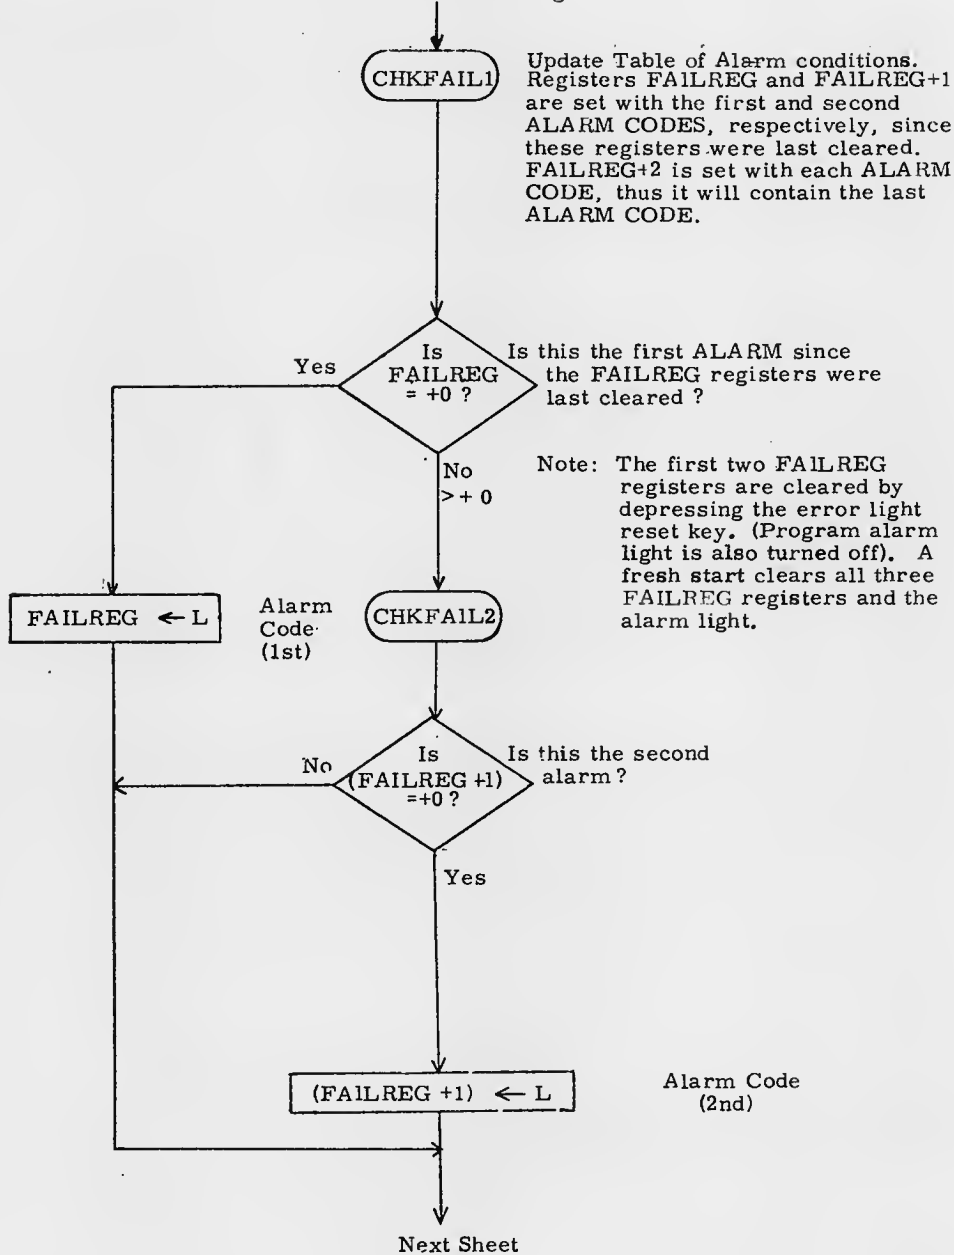 CHKFAIL1
Update Table of Alarm conditions.
Registers FAILREG and FAILREG+1
are set with the first and second
ALARM CODES, respectively, since
these registers were last cleared.
FAILREG+2 is set with each ALARM
CODE, thus it will contain the last
ALARM CODE.
Is
FAILREG
= +0 ?
Yes
Is this the first ALARM since
the FAILREG registers were
last cleared ?
No
> + 0
Note: The first two FAILREG
registers are cleared by
depressing the error light
reset key. (Program alarm
light is also turned off). A
fresh start clears all three
FAILREG registers and the
alarm light.
FAILREG ← L
Alarm
Code
(1st)
CHKFAIL2
Is
(FAILREG +1)
=+0 ?
No
Is this the second
alarm ?
Yes
(FAILREG +1) ← L
Alarm Code
(2nd)
Next Sheet